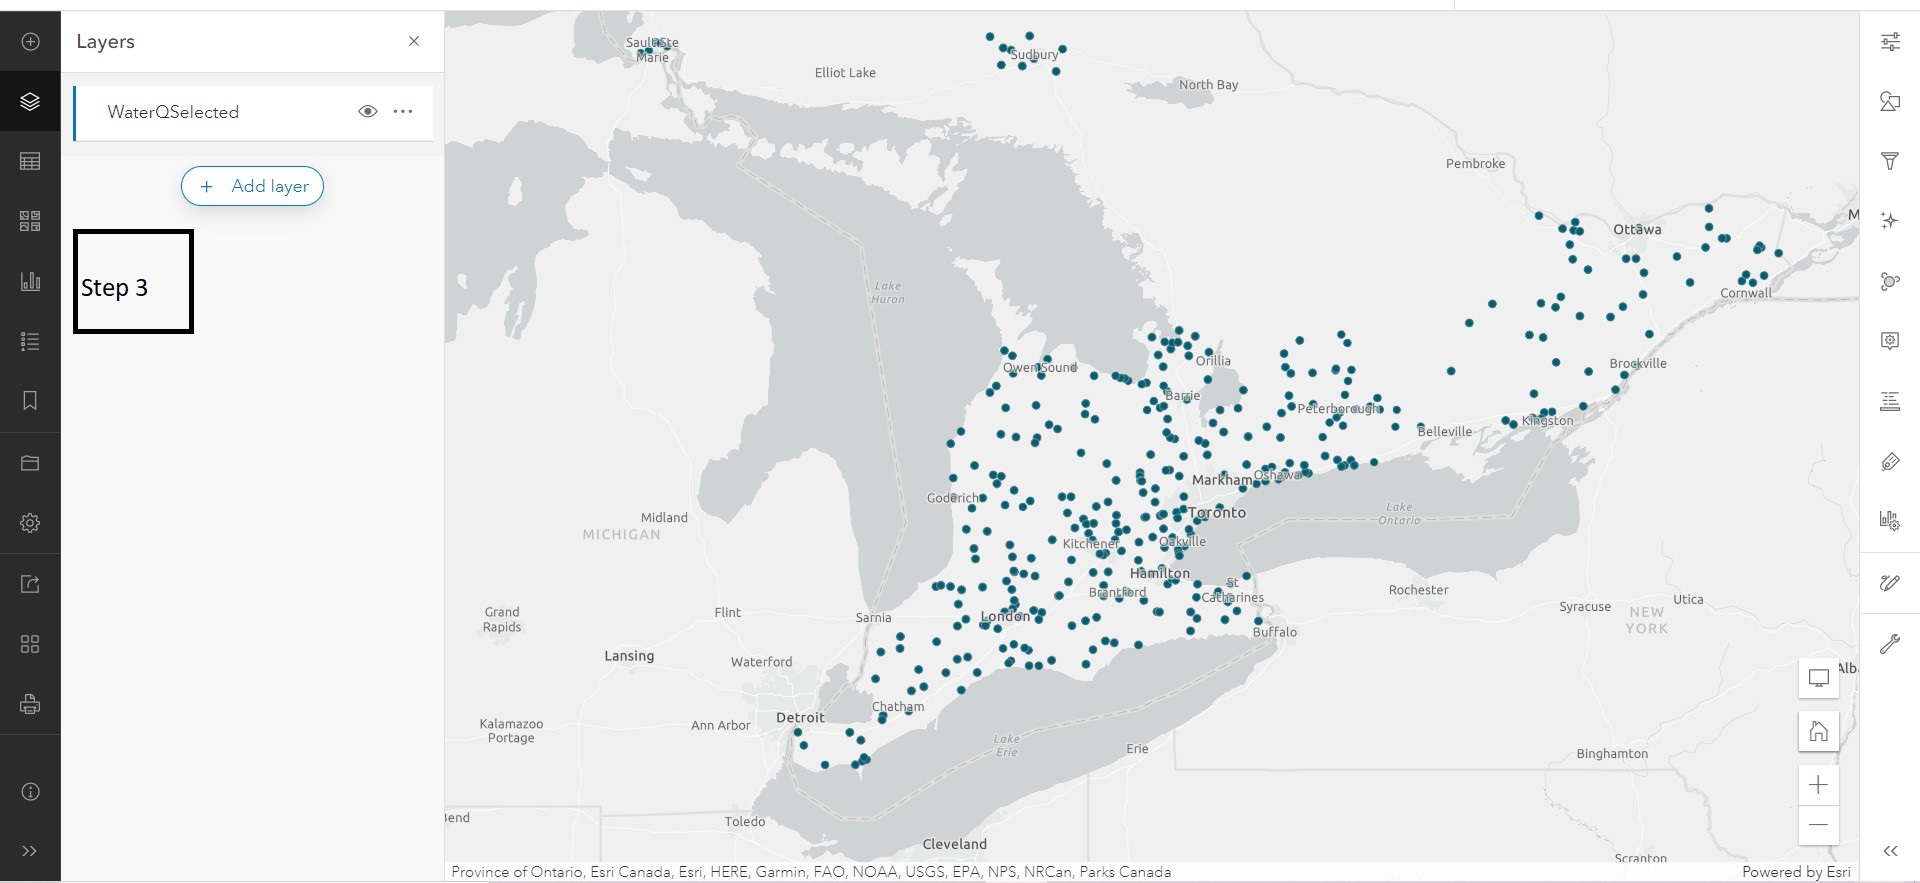 Layers
WaterQSelected
Add layer
Step 3
Sault Ste
Marie
Elliot Lake
Sudbury
North Bay
Pembroke
Ottawa
M
Cornwall
Lake
Huron
Owen Sound
Orillia
Barrie
Peterborough
Belleville
Kingston
Brockville
Markham
Oshawa
Goderich
Midland
MICHIGAN
Toronto
Lake
Ontario
Kitchener
Oakville
Hamilton
Brantford
St
Catharines
Rochester
Syracuse
Utica
NEW
YORK
Grand
Rapids
Flint
Sarnia
London
Buffalo
Lansing
Waterford
Alb
Chatham
Detroit
Ann Arbor
Kalamazoo
Portage
Lake
Erie
Erie
Binghamton
Bend
Toledo
Cleveland
Scranton
Province of Ontario, Esri Canada, Esri, HERE, Garmin, FAO, NOAA, USGS, EPA, NPS, NRCan, Parks Canada
Powered by Esri